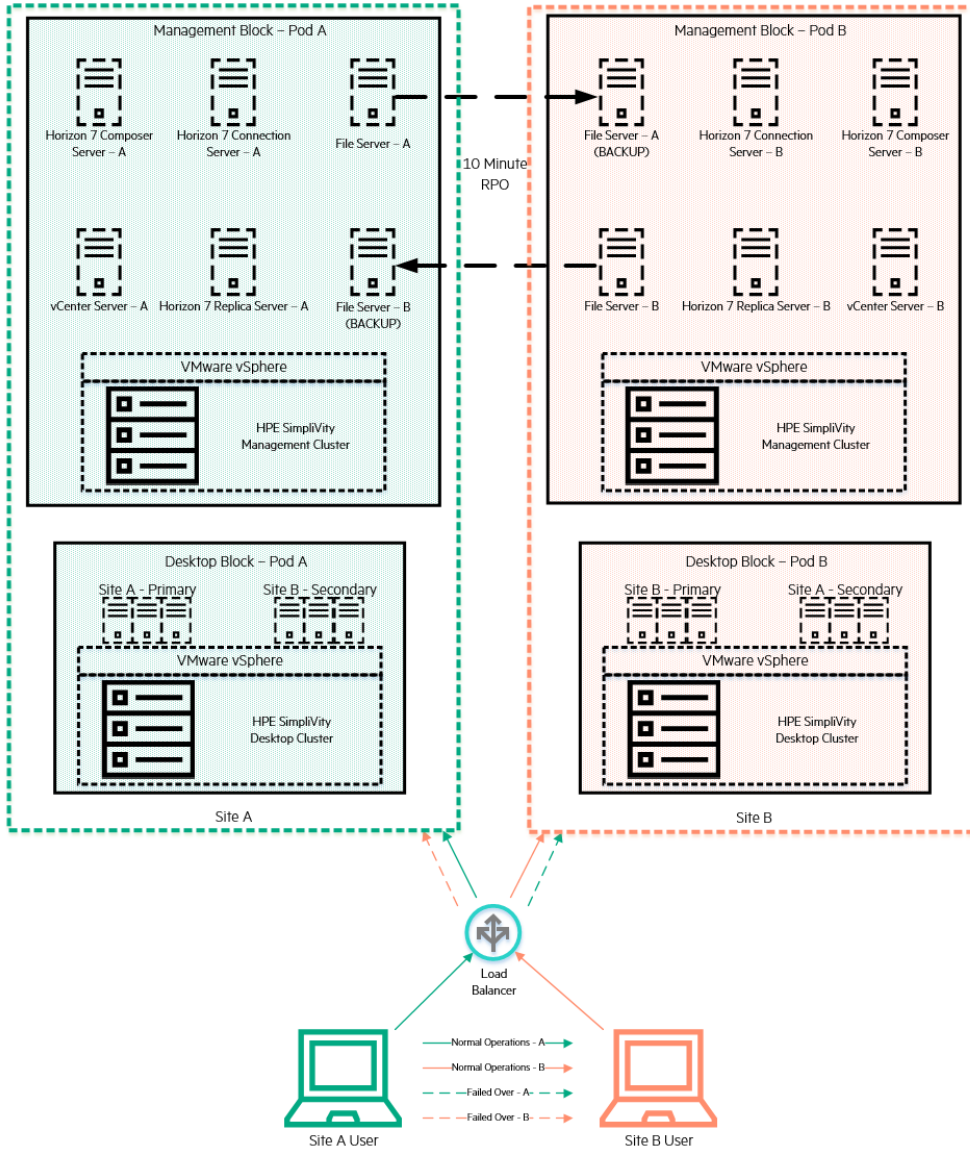 Management Block – Pod A
Horizon 7 Composer
Server – A
Horizon 7 Connection
Server – A
File Server – A
vCenter Server – A
Horizon 7 Replica Server – A
File Server – B
(BACKUP)
VMware vSphere
HPE SimpliVity
Management Cluster
Desktop Block – Pod A
Site A - Primary
Site B - Secondary
VMware vSphere
HPE SimpliVity
Desktop Cluster
Site A
10 Minute
RPO
Management Block – Pod B
File Server – A
(BACKUP)
Horizon 7 Connection
Server – B
Horizon 7 Composer
Server – B
File Server – B
Horizon 7 Replica Server – B
vCenter Server – B
VMware vSphere
HPE SimpliVity
Management Cluster
Desktop Block – Pod B
Site B - Primary
Site A - Secondary
VMware vSphere
HPE SimpliVity
Desktop Cluster
Site B
Load
Balancer
Normal Operations - A
Normal Operations - B
Failed Over - A
Failed Over - B
Site A User
Site B User